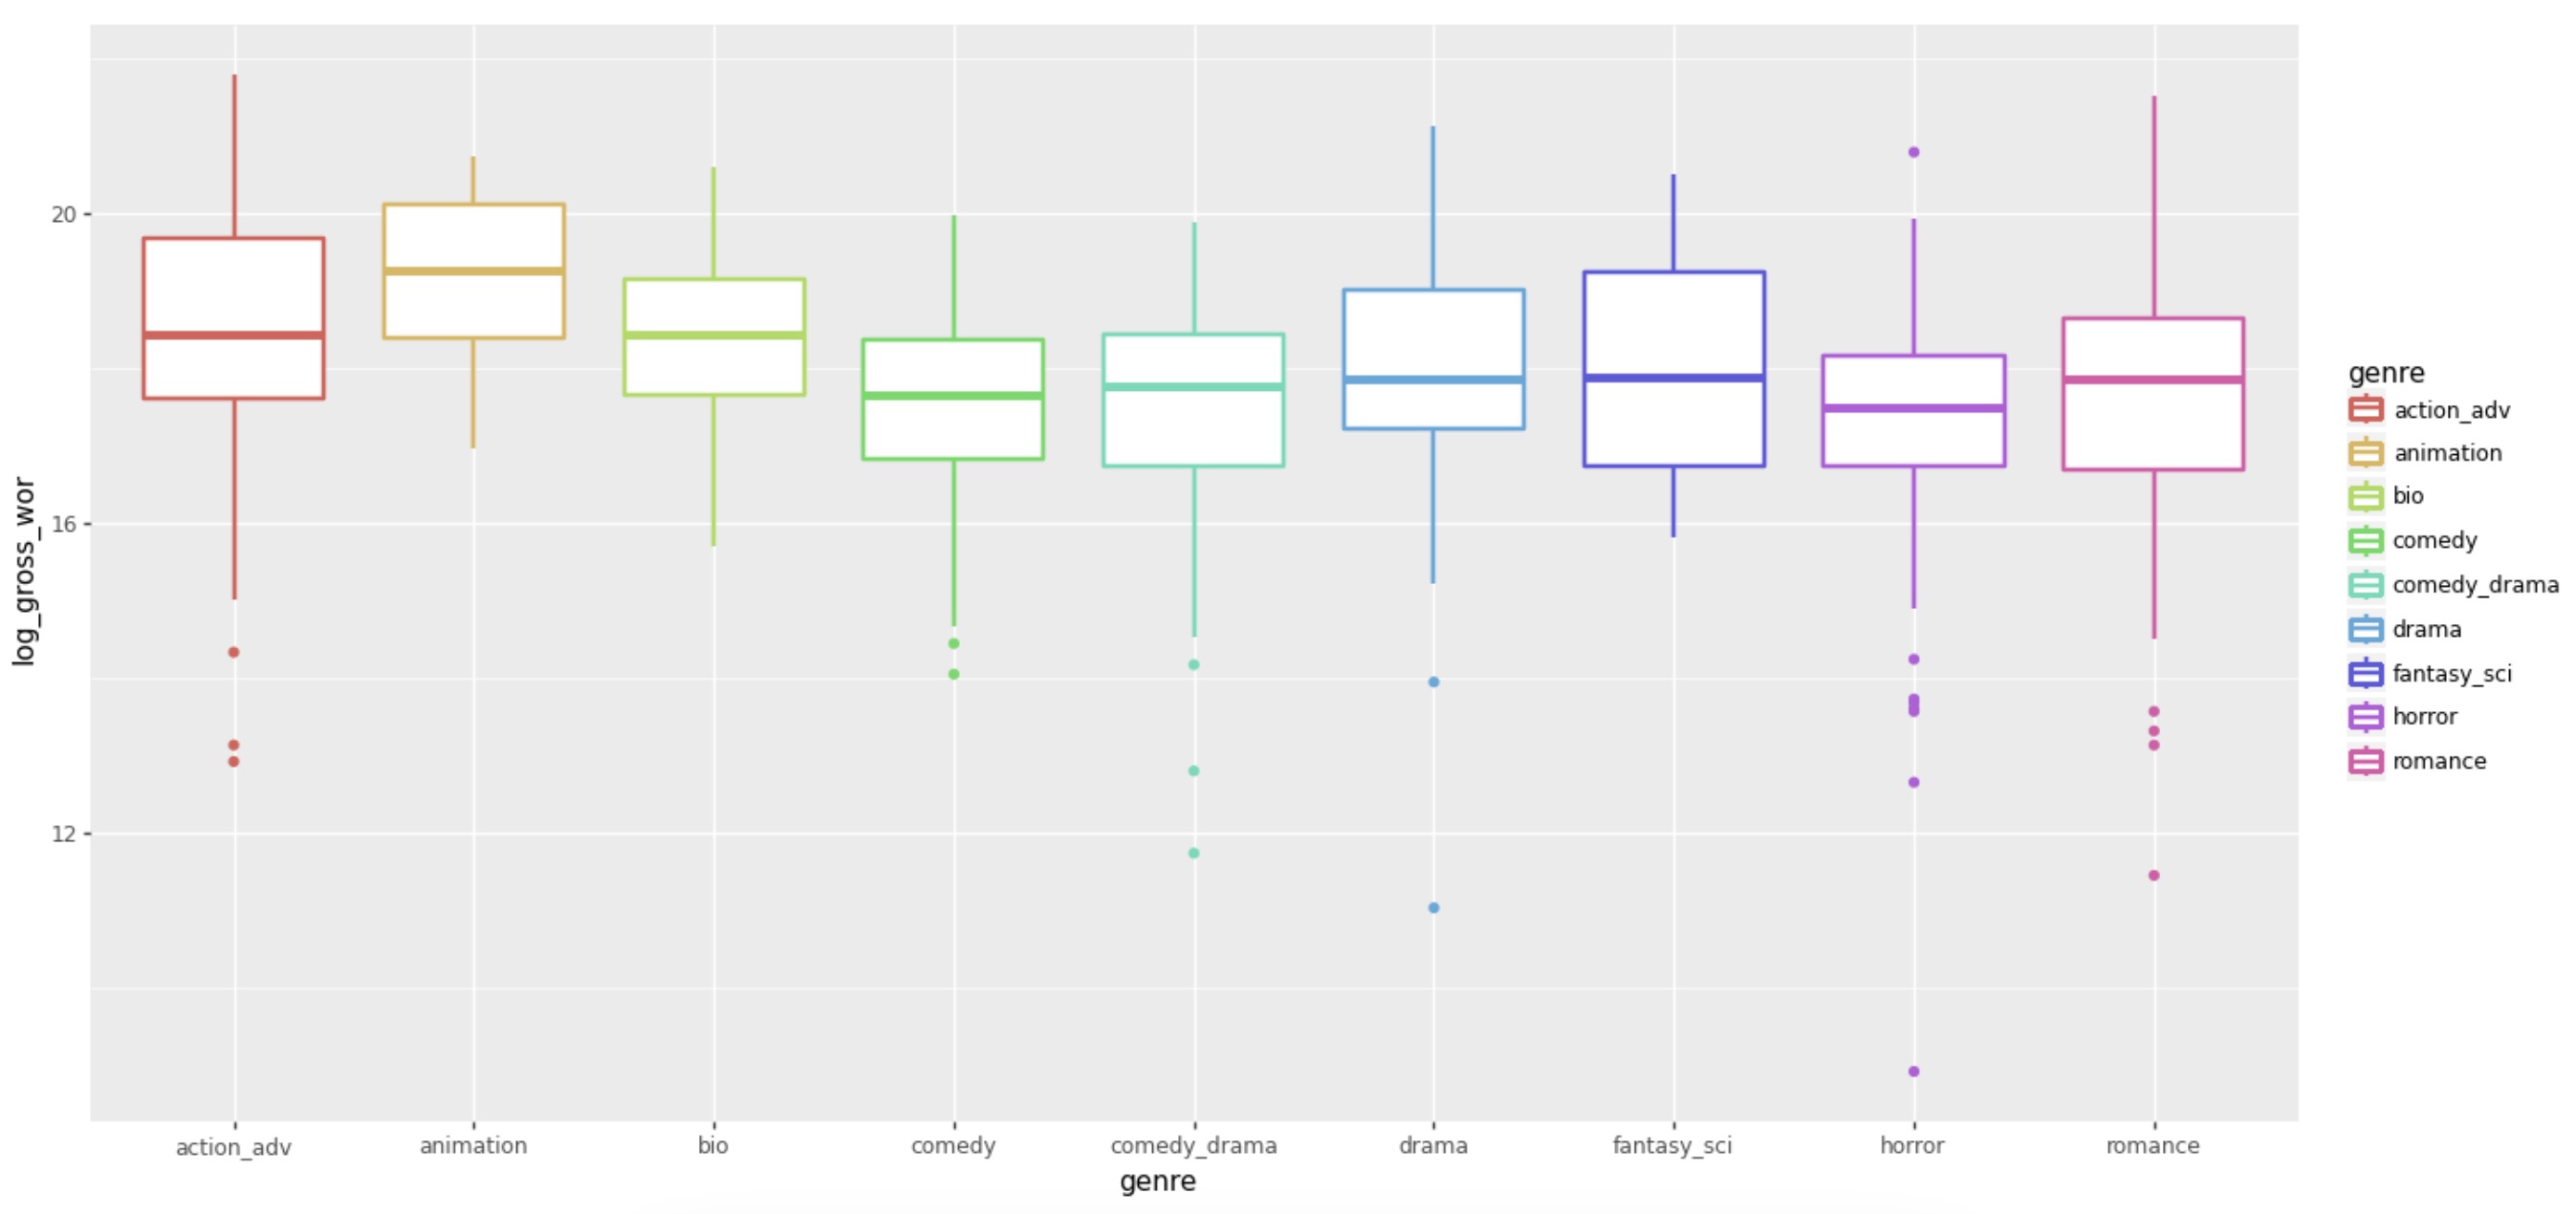 log_gross_wor
20
16
12
action_adv animation bio comedy comedy_drama drama fantasy_sci horror romance
genre
genre
action_adv
animation
bio
comedy
comedy_drama
drama
fantasy_sci
horror
romance